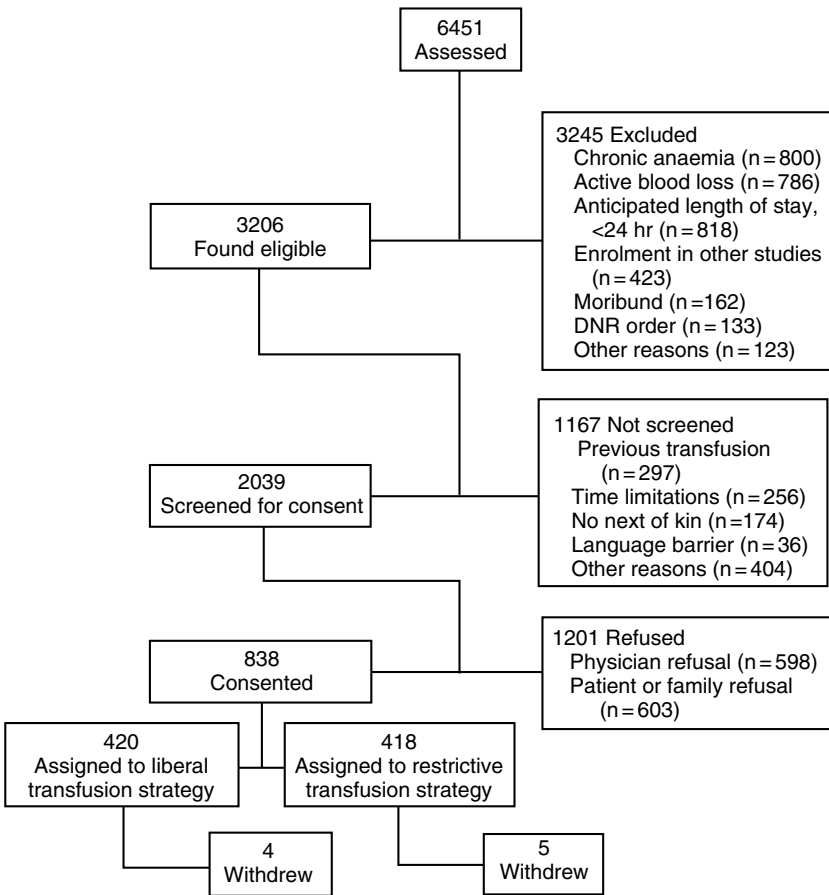 6451
Assessed
3245 Excluded
Chronic anaemia (n = 800)
Active blood loss (n = 786)
Anticipated length of stay,
<24 hr (n = 818)
Enrolment in other studies
(n = 423)
Moribund (n =162)
DNR order (n = 133)
Other reasons (n = 123)
3206
Found eligible
1167 Not screened
Previous transfusion
(n = 297)
Time limitations (n = 256)
No next of kin (n = 174)
Language barrier (n = 36)
Other reasons (n = 404)
2039
Screened for consent
1201 Refused
Physician refusal (n = 598)
Patient or family refusal
(n = 603)
838
Consented
420
Assigned to liberal
transfusion strategy
418
Assigned to restrictive
transfusion strategy
4
Withdrew
5
Withdrew